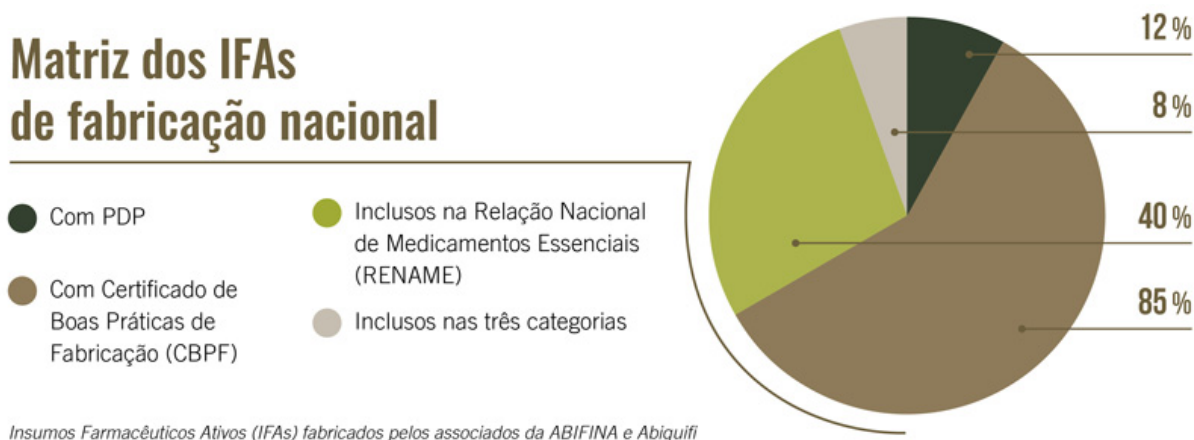 Matriz dos IFAs
de fabricação nacional
Com PDP
Com Certificado de
Boas Práticas de
Fabricação (CBPF)
Inclusos na Relação Nacional
de Medicamentos Essenciais
(RENAME)
Inclusos nas três categorias
12 %
8 %
40 %
85 %
Insumos Farmacêuticos Ativos (IFAs) fabricados pelos associados da ABIFINA e Abiquifi